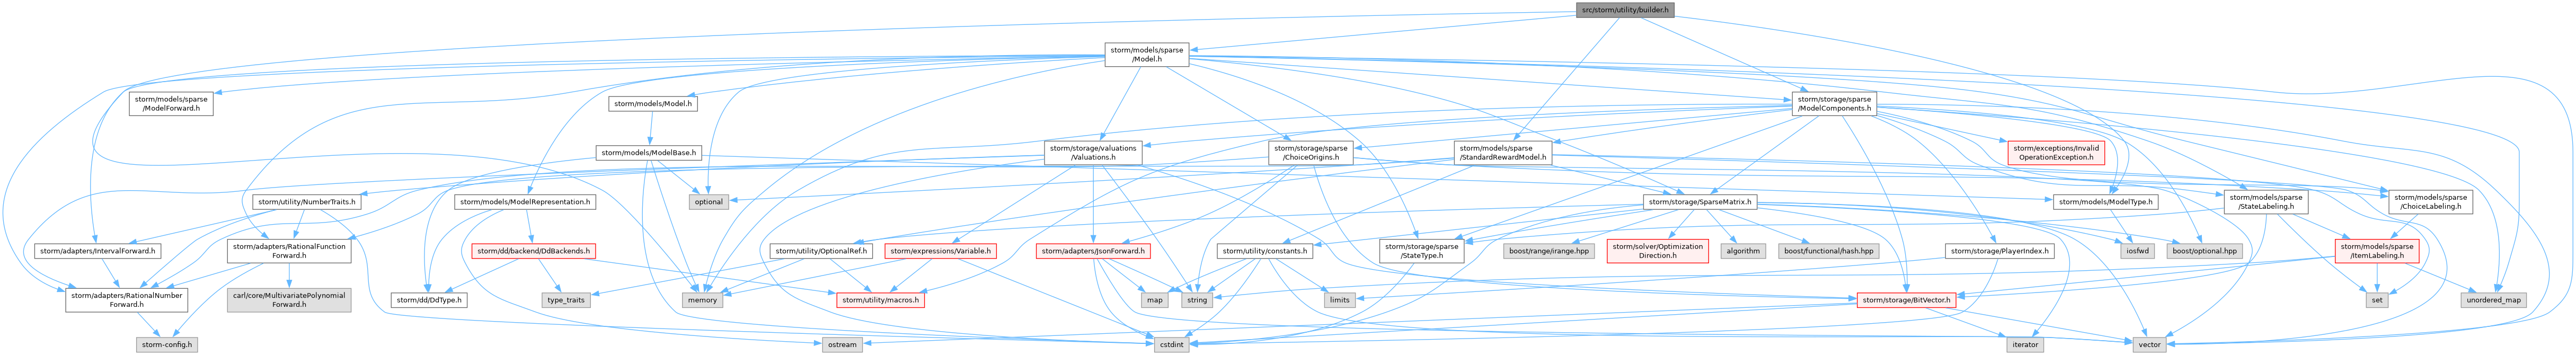 src/storm/utility/builder.h
storm/models/sparse
/Model.h
storm/models/sparse
/ModelForward.h
storm/models/Model.h
storm/storage/sparse
/ModelComponents.h
storm/models/ModelBase.h
storm/storage/valuations
/Valuations.h
storm/storage/sparse
/ChoiceOrigins.h
storm/models/sparse
/StandardRewardModel.h
storm/exceptions/Invalid
OperationException.h
storm/utility/NumberTraits.h
storm/models/ModelRepresentation.h
optional
storm/storage/SparseMatrix.h
storm/models/ModelType.h
storm/models/sparse
/StateLabeling.h
storm/models/sparse
/ChoiceLabeling.h
storm/adapters/IntervalForward.h
storm/adapters/RationalFunction
Forward.h
storm/dd/backend/DdBackends.h
storm/utility/OptionalRef.h
storm/expressions/Variable.h
storm/adapters/JsonForward.h
storm/utility/constants.h
storm/storage/sparse
/StateType.h
boost/range/irange.hpp
storm/solver/Optimization
Direction.h
algorithm
boost/functional/hash.hpp
storm/storage/PlayerIndex.h
iosfwd
boost/optional.hpp
storm/models/sparse
/ItemLabeling.h
storm/adapters/RationalNumber
Forward.h
carl/core/MultivariatePolynomial
Forward.h
storm/dd/DdType.h
type_traits
memory
storm/utility/macros.h
map
string
limits
storm/storage/BitVector.h
set
unordered_map
storm-config.h
ostream
cstdint
iterator
vector